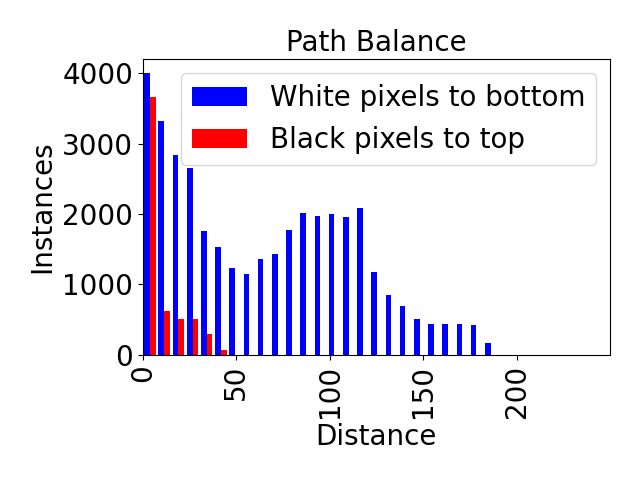 Path Balance
4000
3000
2000
1000
0
Instances
White pixels to bottom
Black pixels to top
0
50
100
150
200
Distance